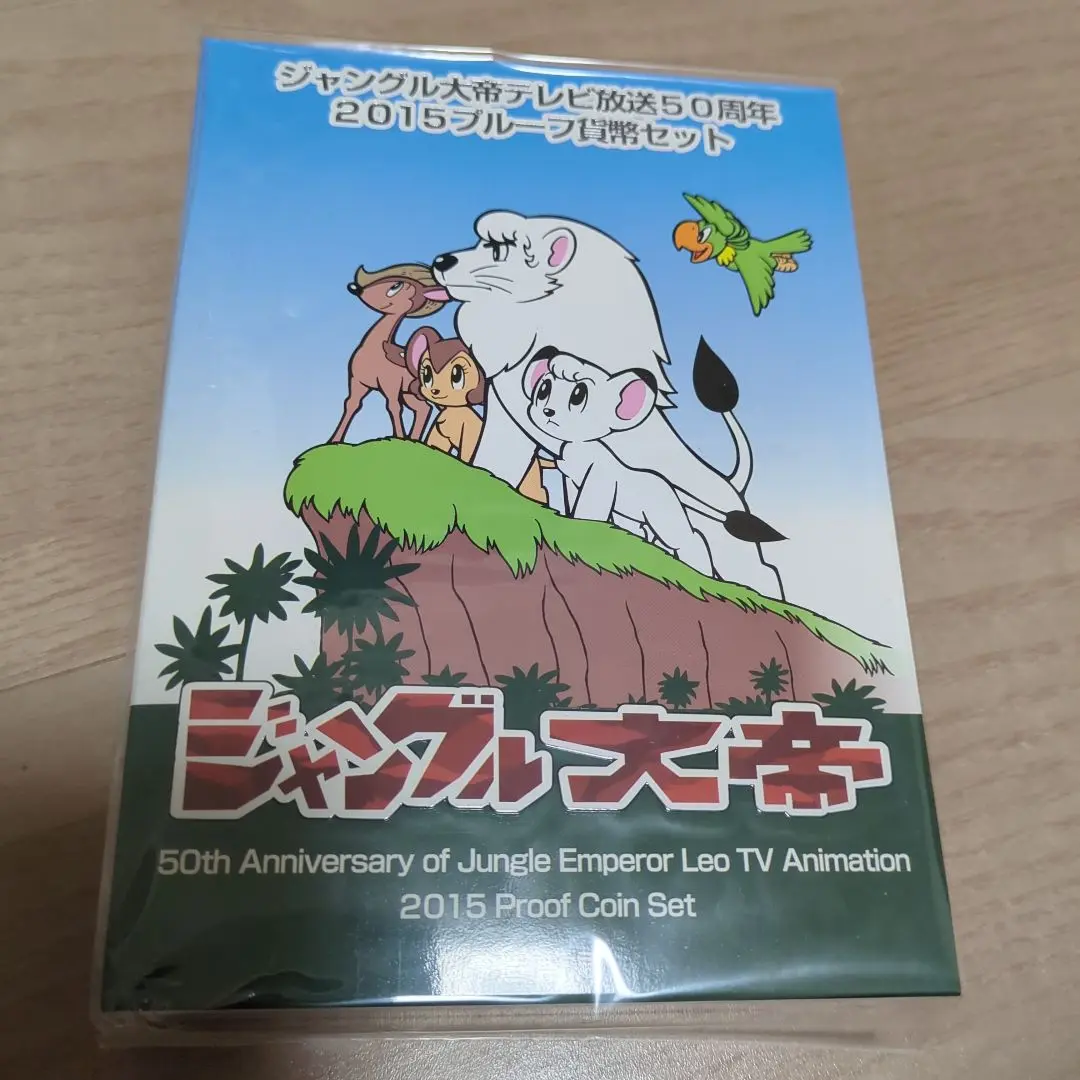 ジャングル大帝テレビ放送50周年
2015プルーフ貨幣セット
ジャングル大帝
50th Anniversary of Jungle Emperor Leo TV Animation
2015 Proof Coin Set